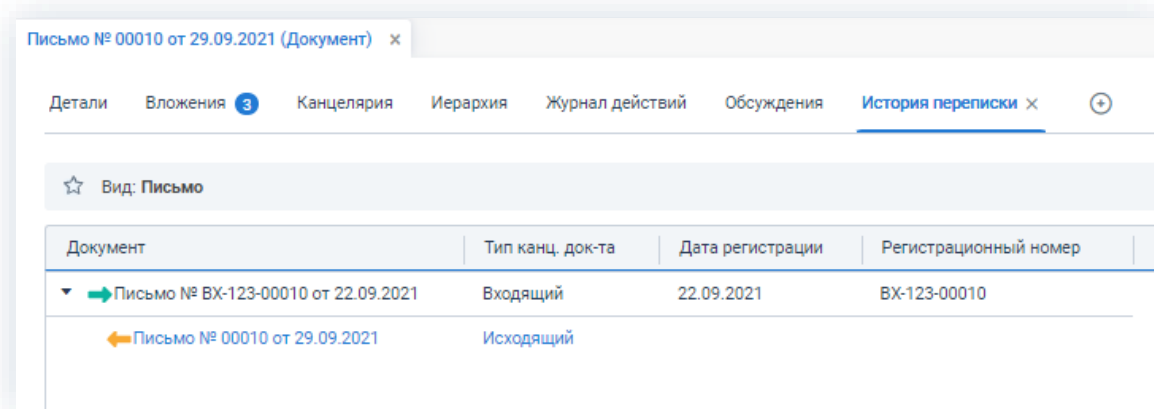 Письмо № 00010 от 29.09.2021 (Документ) ×
Детали Вложения 3 Канцелярия Иерархия Журнал действий Обсуждения История переписки ×
Вид: Письмо
Документ Тип канц. док-та Дата регистрации Регистрационный номер
Письмо № ВХ-123-00010 от 22.09.2021 Входящий 22.09.2021 ВХ-123-00010
Письмо № 00010 от 29.09.2021 Исходящий